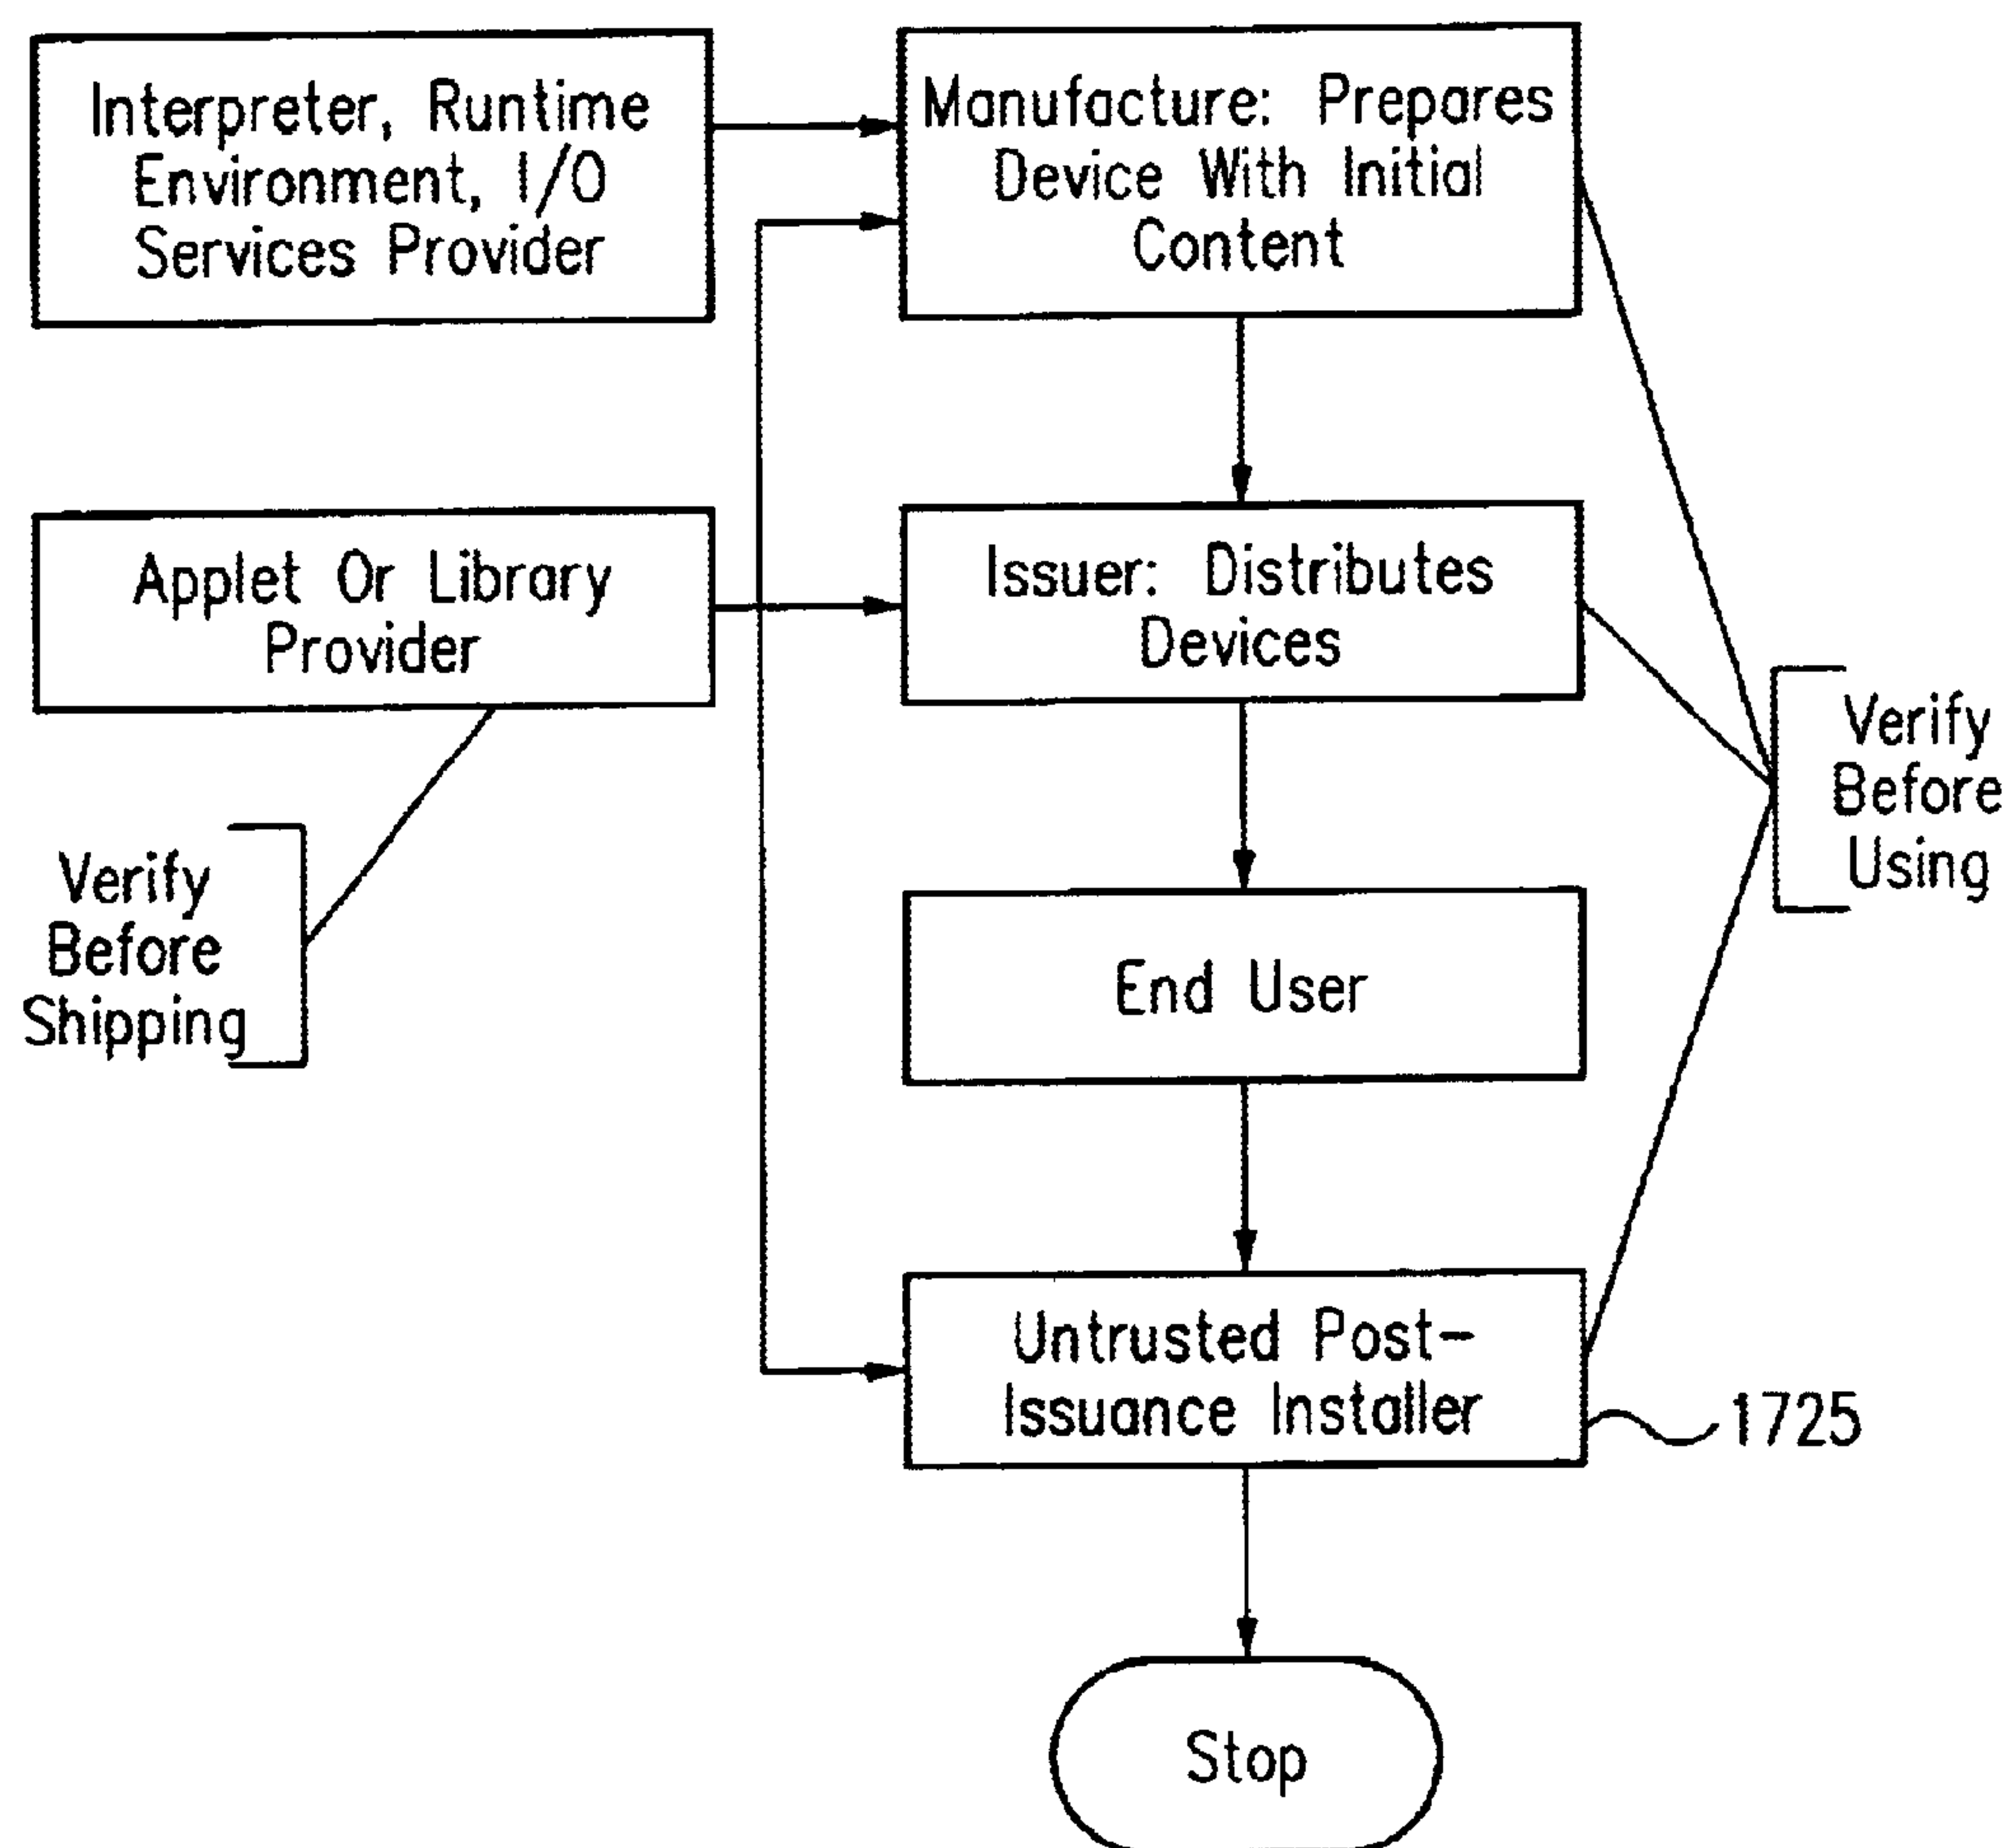 Interpreter, Runtime
Environment, I/O
Services Provider
Manufacture: Prepares
Device With Initial
Content
Applet Or Library
Provider
Issuer: Distributes
Devices
Verify
Before
Using
Verify
Before
Shipping
End User
Untrusted Post-
Issuance Installer
1725
Stop